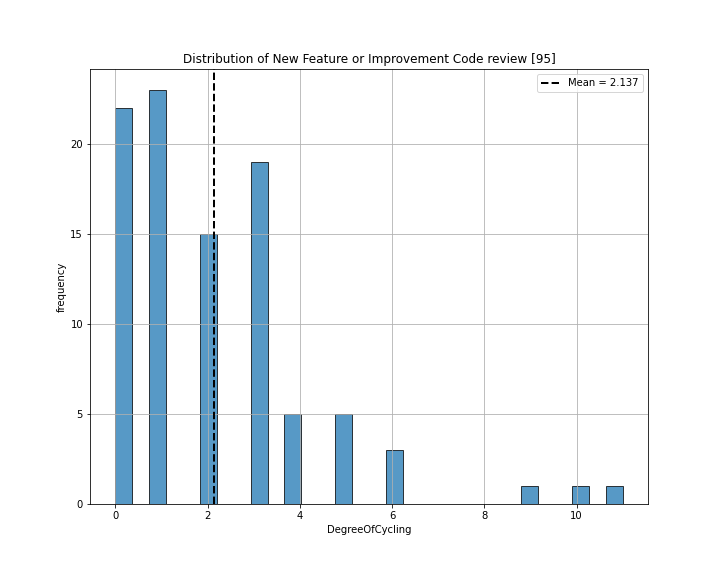 Distribution of New Feature or Improvement Code review [95]
Mean = 2.137
20
15
10
5
0
frequency
0 2 4 6 8 10
DegreeOfCycling